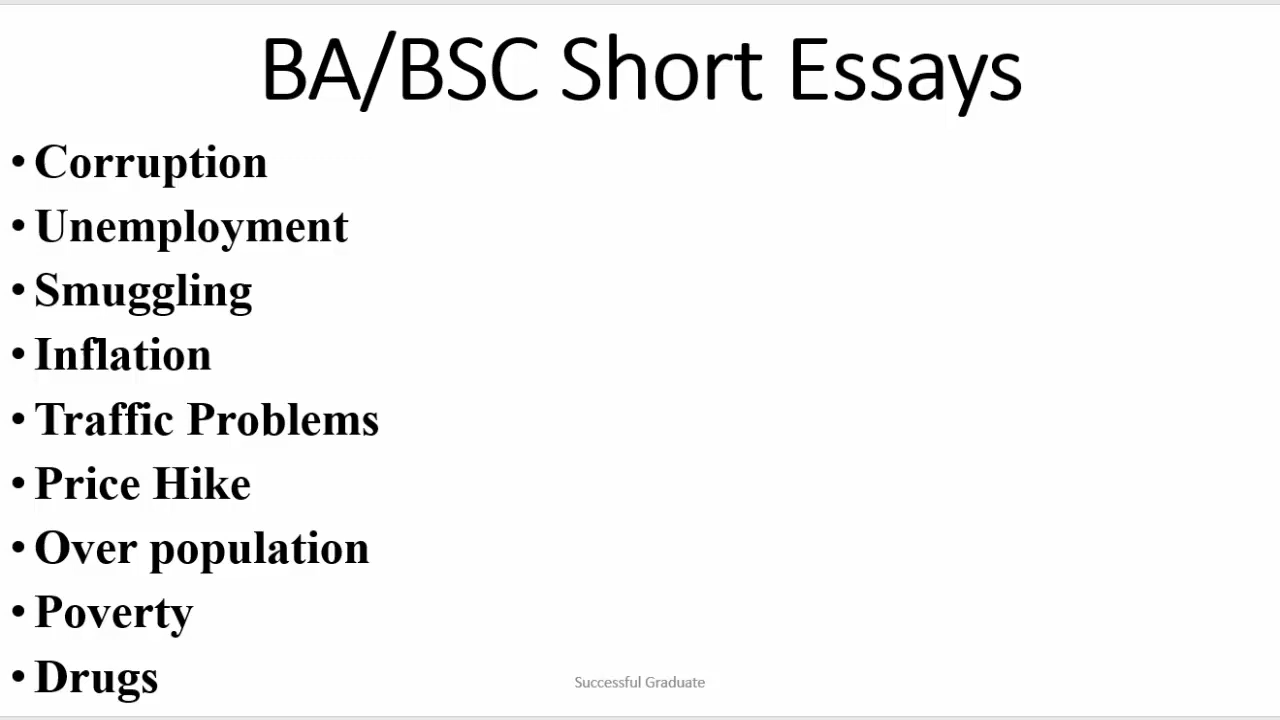 BA/BSC Short Essays
• Corruption
• Unemployment
• Smuggling
• Inflation
• Traffic Problems
• Price Hike
• Over population
• Poverty
• Drugs
Successful Graduate